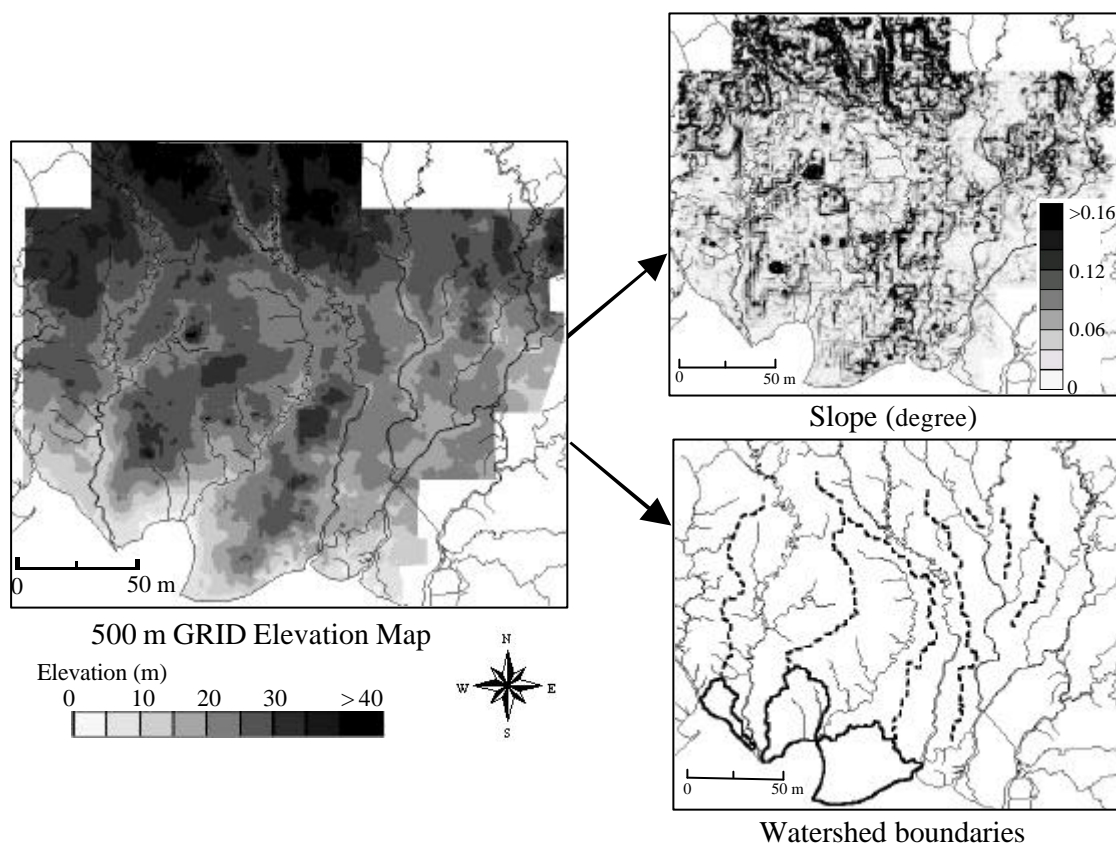 >0.16
0.12
0.06
0
0
50 m
Slope (degree)
0
50 m
500 m GRID Elevation Map
Elevation (m)
0 10 20 30 >40
N
W E
S
0
50 m
Watershed boundaries